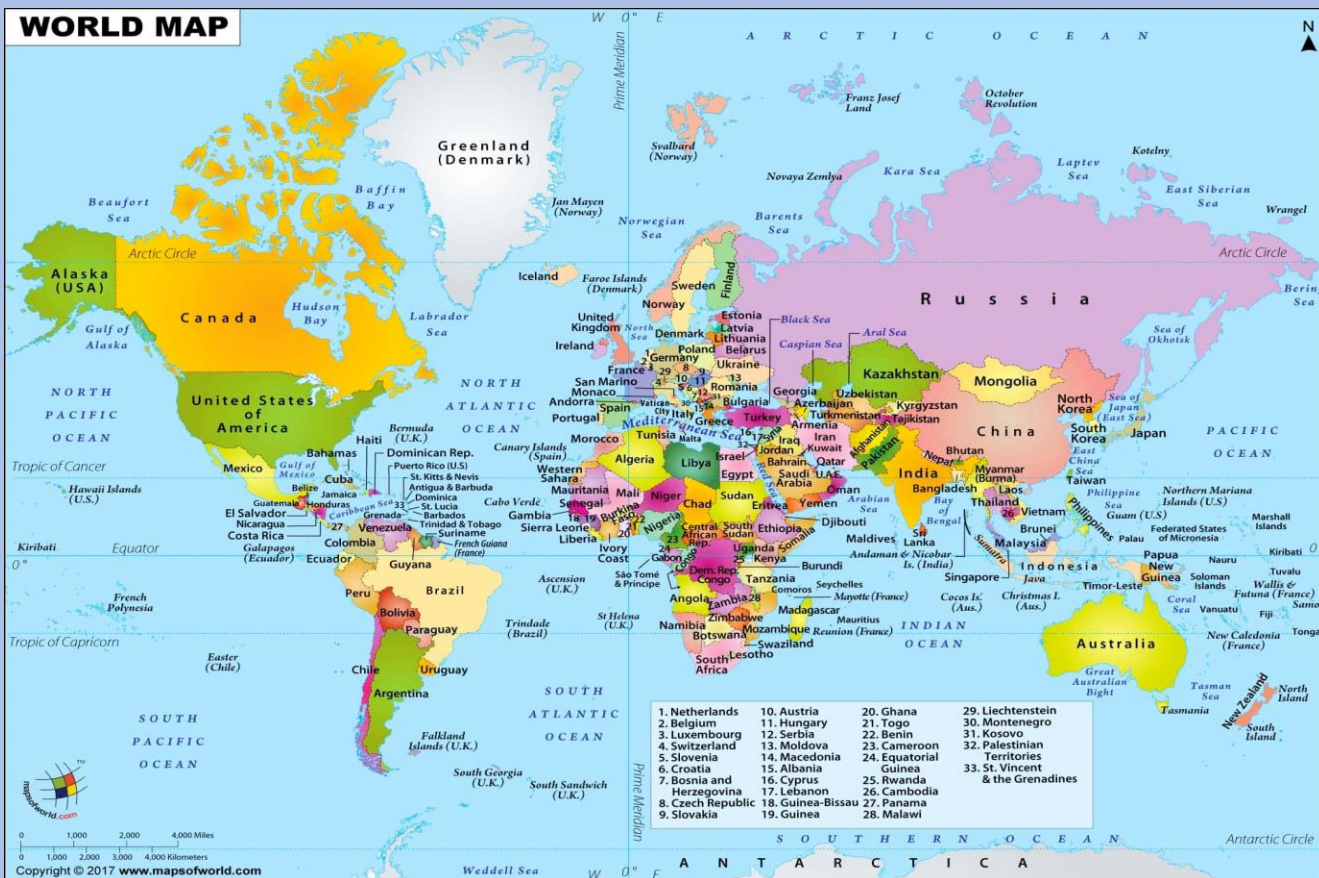 WORLD MAP
W 0° E
Prime Meridian
N
ARCTIC OCEAN
Greenland
(Denmark)
Svalbard
(Norway)
Franz Josef
Land
October
Revolution
Kotelny
Laptev
Sea
Kara Sea
Novaya Zemlya
East Siberian
Sea
Wrangel
Beaufort
Sea
Baffin
Bay
Jan Mayen
(Norway)
Norwegian
Sea
Barents
Sea
Arctic Circle
Arctic Circle
Alaska
(USA)
Gulf of
Alaska
Canada
Hudson
Bay
Labrador
Sea
Iceland
Faroe Islands
(Denmark)
Norway
Sweden
Finland
Russia
Bering
Sea
Sea of
Okhotsk
United
Kingdom
North
Sea
Ireland
Denmark
Estonia
Latvia
Lithuania
Belarus
Poland
Germany
Ukraine
France
San Marino
Monaco
Andorra
Vatican
City
Spain
Portugal
Italy
Romania
Bulgaria
Greece
Black Sea
Caspian Sea
Aral Sea
Georgia
Azerbaijan
Armenia
Turkey
Kazakhstan
Uzbekistan
Turkmenistan
Kyrgyzstan
Tajikistan
Mongolia
China
North
Korea
South
Korea
Sea of
Japan
(East Sea)
Japan
East
China
Sea
Taiwan
NORTH
PACIFIC
OCEAN
United States
of
America
NORTH
ATLANTIC
OCEAN
PACIFIC
OCEAN
Mediterranean Sea
Malta
Tunisia
Morocco
Canary Islands
(Spain)
Algeria
Libya
Egypt
Israel
Syria
Jordan
Iraq
Iran
Kuwait
Bahrain
Qatar
Saudi
Arabia
U.A.E.
Oman
Yemen
Red Sea
Arabian
Sea
Afghanistan
Pakistan
India
Nepal
Bhutan
Bangladesh
Bay
of
Bengal
Myanmar
(Burma)
Laos
Thailand
Vietnam
Philippines
Philippine
Sea
Guam (US)
Northern Mariana
Islands (U.S)
Tropic of Cancer
Hawaii Islands
(U.S.)
Mexico
Gulf of
Mexico
Bermuda
(U.K.)
Bahamas
Cuba
Haiti
Dominican Rep.
Puerto Rico (U.S)
St. Kitts & Nevis
Antigua & Barbuda
Dominica
St. Lucia
Barbados
Grenada
Trinidad & Tobago
Suriname
French Guiana
(France)
33
Jamaica
Belize
Honduras
Guatemala
El Salvador
Nicaragua
Costa Rica
Caribbean Sea
27
Venezuela
Colombia
Guyana
Galapagos
(Ecuador)
Ecuador
Peru
Brazil
Bolivia
Paraguay
Uruguay
Chile
Argentina
Western
Sahara
Mauritania
Cabo Verde
Senegal
Gambia
Sierra Leone
Liberia
Mali
Burkina
Faso
Niger
Chad
Sudan
Eritrea
Djibouti
Ethiopia
Somalia
South
Sudan
Nigeria
Ivory
Coast
Central
African
Rep.
Gabon
Congo
São Tomé
& Principe
Dem. Rep.
Congo
Uganda
Kenya
Burundi
Tanzania
Angola
Zambia
Zimbabwe
Mozambique
Namibia
Botswana
South
Africa
Swaziland
Lesotho
Madagascar
Comoros
Seychelles
Mayotte (France)
Mauritius
Reunion (France)
Maldives
Sri
Lanka
Andaman & Nicobar
Is. (India)
Brunei
Malaysia
Singapore
Sumatra
Indonesia
Java
Timor-Leste
Papua
New
Guinea
Palau
Federated States
of Micronesia
Marshall
Islands
Nauru
Kiribati
Tuvalu
Wallis &
Futuna (France)
Samo
Soloman
Islands
Vanuatu
Fiji
Tonga
New Caledonia
(France)
Coral
Sea
Cocos Is.
(Aus.)
Christmas I.
(Aus.)
Kiribati
Equator
0°
0°
French
Polynesia
Tropic of Capricorn
Easter
(Chile)
Ascension
(U.K.)
St Helena
(U.K.)
Trindade
(Brazil)
INDIAN
OCEAN
Australia
Great
Australian
Bight
Tasman
Sea
Tasmania
New Zealand
North
Island
South
Island
SOUTH
PACIFIC
OCEAN
SOUTH
ATLANTIC
OCEAN
Falkland
Islands (U.K.)
South Georgia
(U.K.)
South Sandwich
(U.K.)
Prime Meridian
1. Netherlands
2. Belgium
3. Luxembourg
4. Switzerland
5. Slovenia
6. Croatia
7. Bosnia and
Herzegovina
8. Czech Republic
9. Slovakia
10. Austria
11. Hungary
12. Serbia
13. Moldova
14. Macedonia
15. Albania
16. Cyprus
17. Lebanon
18. Guinea-Bissau
19. Guinea
20. Ghana
21. Togo
22. Benin
23. Cameroon
24. Equatorial
Guinea
25. Rwanda
26. Cambodia
27. Panama
28. Malawi
29. Liechtenstein
30. Montenegro
31. Kosovo
32. Palestinian
Territories
33. St. Vincent
& the Grenadines
mapsofworld.com
TM
0 1,000 2,000 4,000 Miles
0 1,000 2,000 3,000 4,000 Kilometers
Copyright © 2017 www.mapsofworld.com
Weddell Sea
W 0° E
SOUTHERN OCEAN
Antarctic Circle
ANTARCTICA